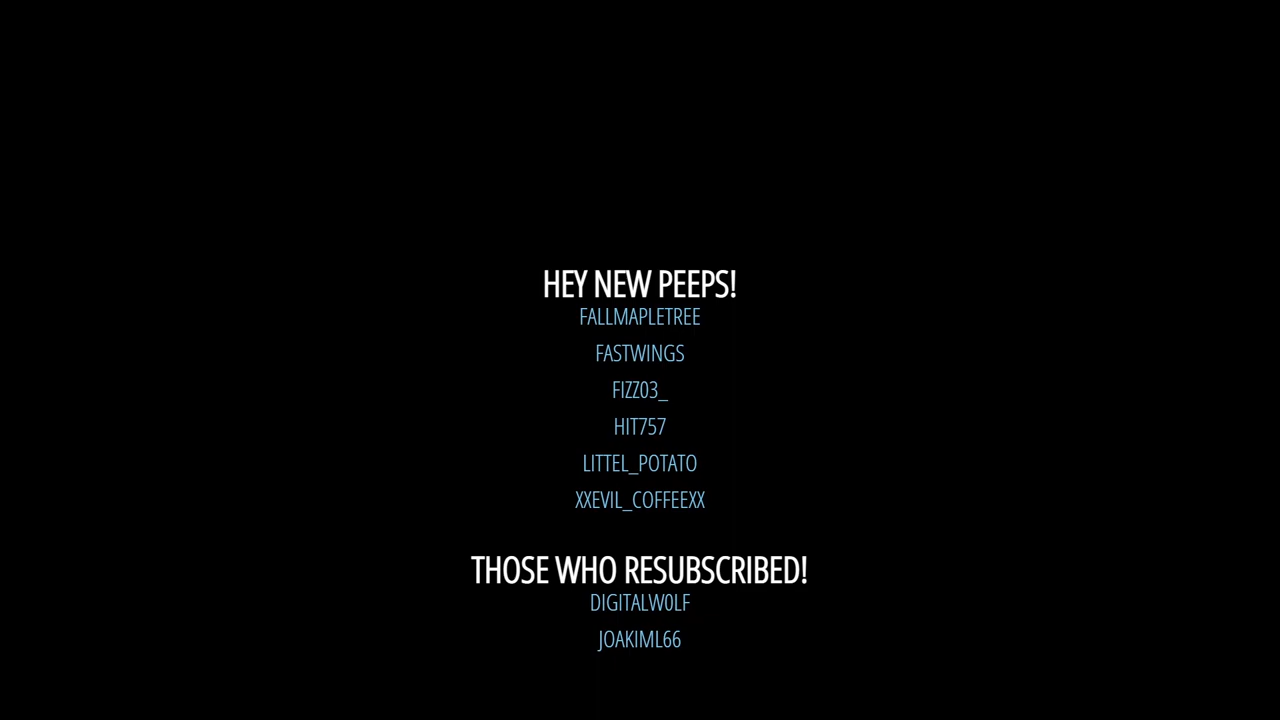 HEY NEW PEEPS!
FALLMAPLETREE
FASTWINGS
FIZZ03_
HIT757
LITTEL_POTATO
XXEVIL_COFFEEXX
THOSE WHO RESUBSCRIBED!
DIGITALW0LF
JOAKIML66